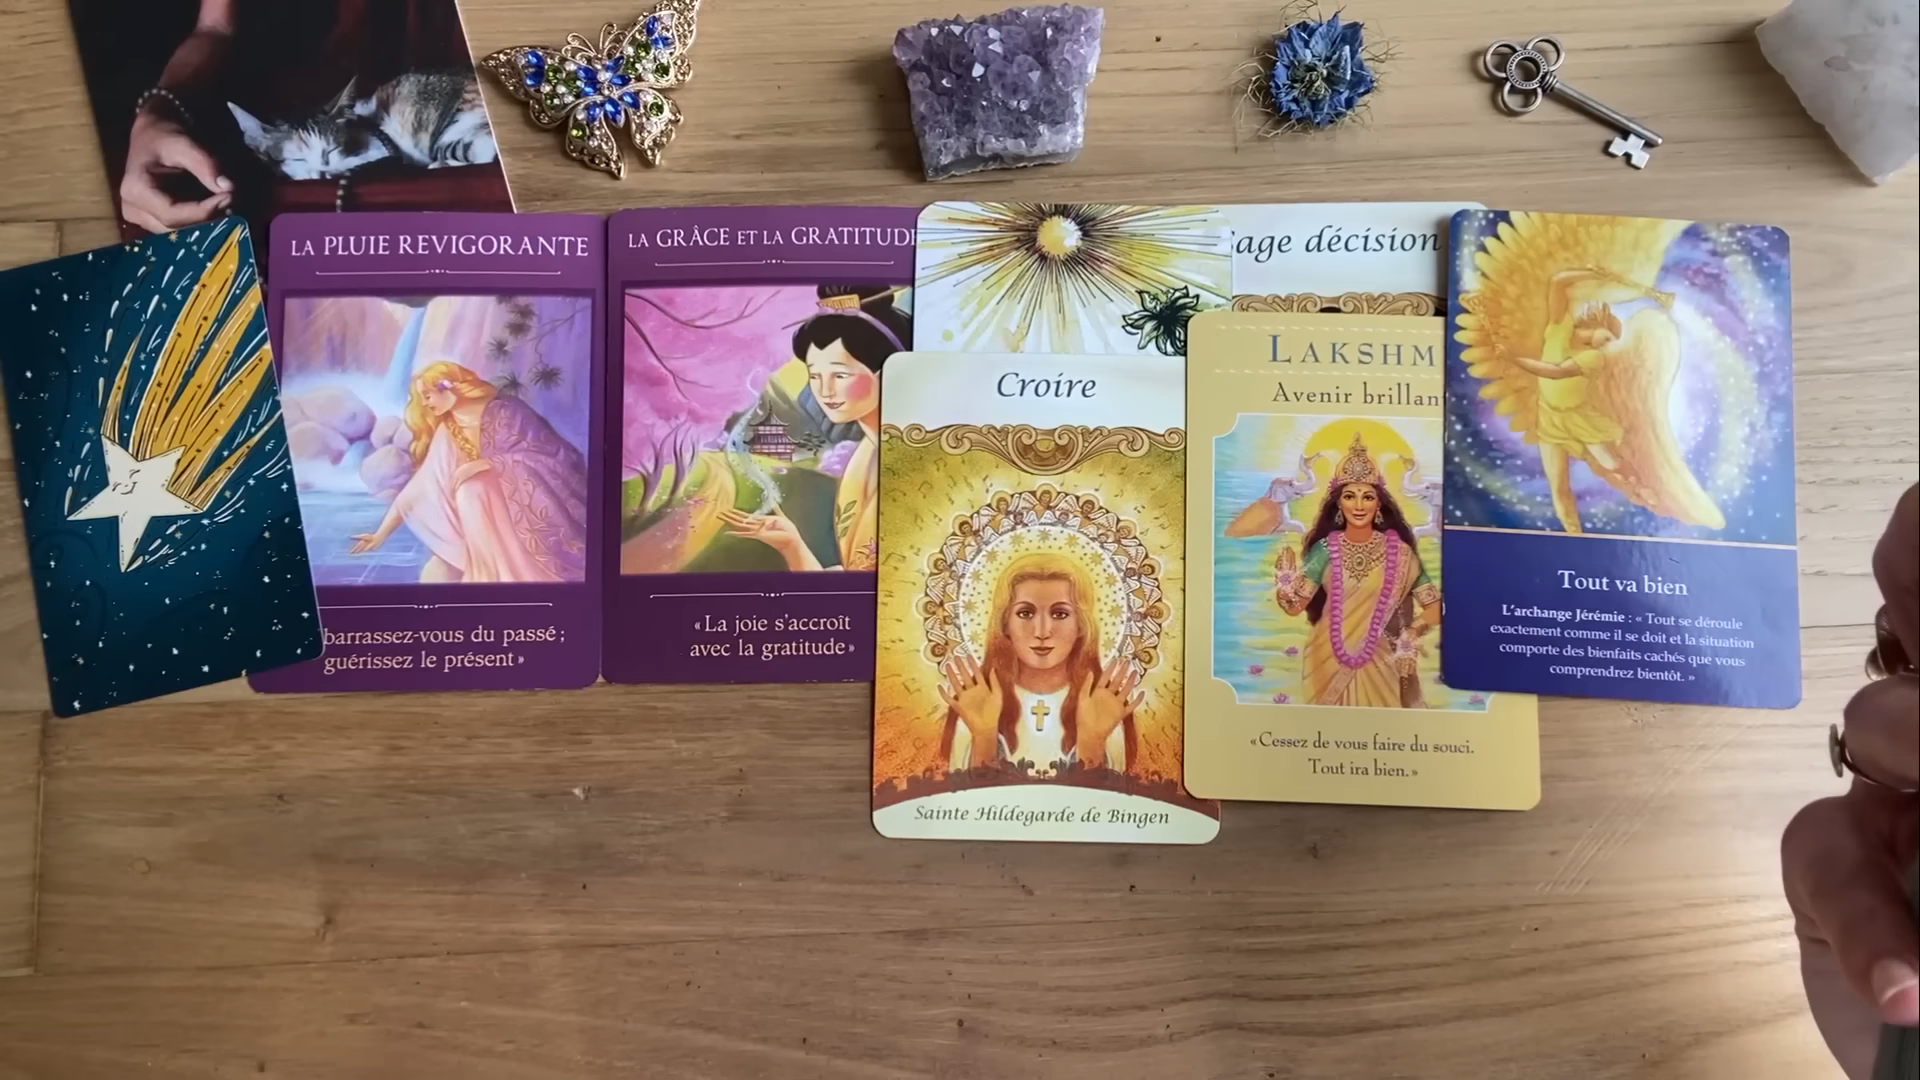 LA PLUIE REVIGORANTE
barrassez-vous du passé ;
guérissez le présent»
LA GRÂCE ET LA GRATITUDE
«La joie s'accroît
avec la gratitude»
Croire
Sainte Hildegarde de Bingen
sage décision
LAKSHM
Avenir brillant
«Cessez de vous faire du souci.
Tout ira bien.»
Tout va bien
L'archange Jérémie : « Tout se déroule
exactement comme il se doit et la situation
comporte des bienfaits cachés que vous
comprendrez bientôt. »